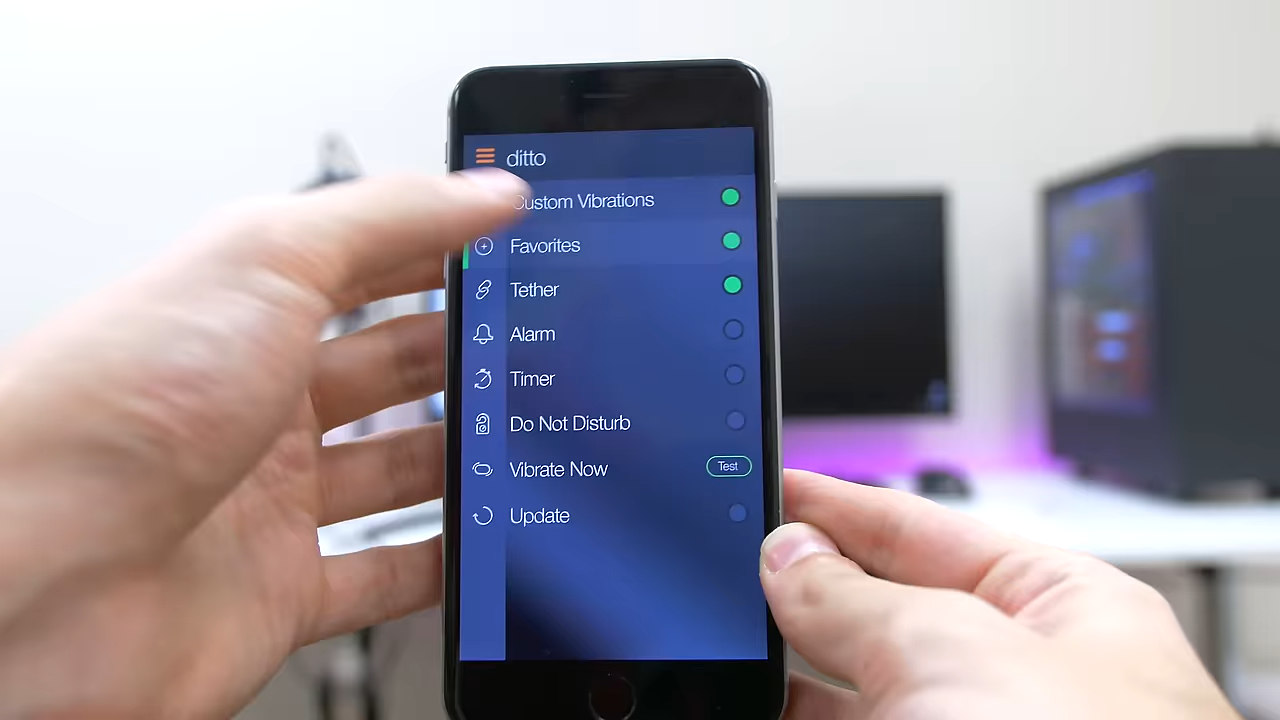 ditto
Custom Vibrations
Favorites
Tether
Alarm
Timer
Do Not Disturb
Vibrate Now
Test
Update